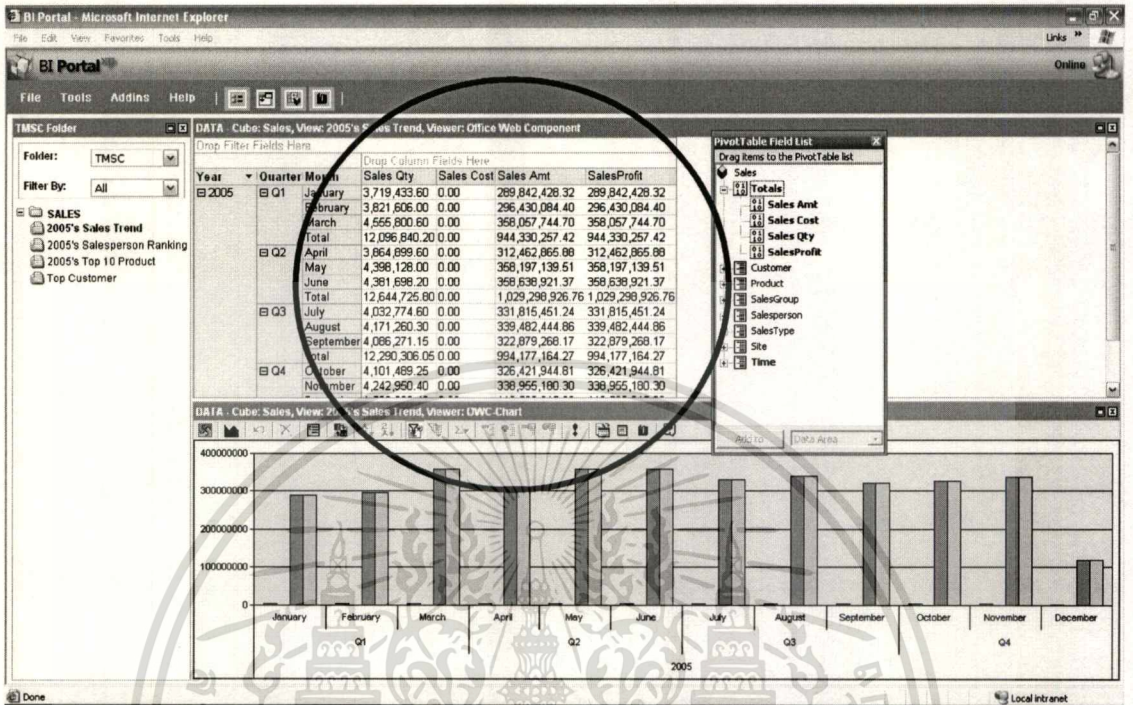 BI Portal - Microsoft Internet Explorer
File Edit View Favorites Tools Help
Links »
BI Portal
Online
File Tools Addins Help
TMSC Folder
Folder: TMSC
Filter By: All
SALES
2005's Sales Trend
2005's Salesperson Ranking
2005's Top 10 Product
Top Customer
DATA - Cube: Sales, View: 2005's Sales Trend, Viewer: Office Web Component
Drop Filter Fields Here
Drop Column Fields Here
Year Quarter Month Sales Qty Sales Cost Sales Amt SalesProfit
2005 Q1 January 3,719,433.60 0.00 289,842,428.32 289,842,428.32
February 3,821,606.00 0.00 296,430,084.40 296,430,084.40
March 4,555,800.60 0.00 358,057,744.70 358,057,744.70
Total 12,096,840.20 0.00 944,330,257.42 944,330,257.42
Q2 April 3,864,899.60 0.00 312,462,865.88 312,462,865.88
May 4,398,128.00 0.00 358,197,139.51 358,197,139.51
June 4,381,698.20 0.00 358,638,921.37 358,638,921.37
Total 12,644,725.80 0.00 1,029,298,926.76 1,029,298,926.76
Q3 July 4,032,774.60 0.00 331,815,451.24 331,815,451.24
August 4,171,260.30 0.00 339,482,444.86 339,482,444.86
September 4,086,271.15 0.00 322,879,268.17 322,879,268.17
Total 12,290,306.05 0.00 994,177,164.27 994,177,164.27
Q4 October 4,101,489.25 0.00 326,421,944.81 326,421,944.81
November 4,242,950.40 0.00 338,955,180.30 338,955,180.30
PivotTable Field List
Drag items to the PivotTable list
Sales
Totals
Sales Amt
Sales Cost
Sales Qty
SalesProfit
Customer
Product
SalesGroup
Salesperson
SalesType
Site
Time
Add to Data Area
DATA - Cube: Sales, View: 2005's Sales Trend, Viewer: OWC-Chart
400000000
300000000
200000000
100000000
0
January February March April May June July August September October November December
Q1 Q2 Q3 Q4
2005
Done
Local intranet